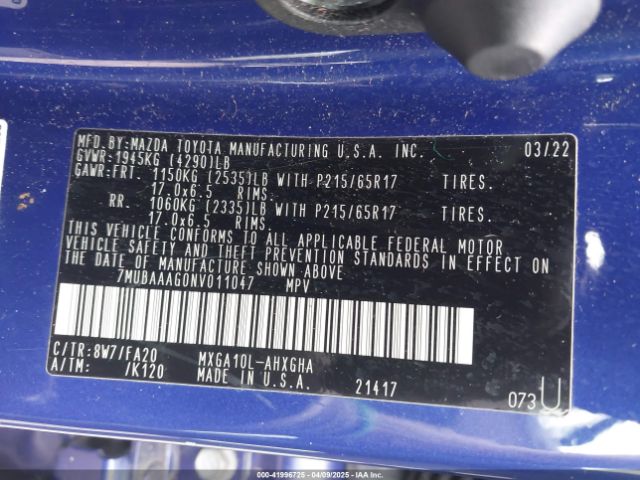 MFD.BY:MAZDA TOYOTA MANUFACTURING U.S.A. INC. 03/22
GVWR:1945KG (4290)LB
GAWR:FRT. 1150KG (2535)LB WITH P215/65R17 TIRES.
17.0x6.5 RIMS.
RR. 1060KG (2335)LB WITH P215/65R17 TIRES.
17.0x6.5 RIMS.
THIS VEHICLE CONFORMS TO ALL APPLICABLE FEDERAL MOTOR
VEHICLE SAFETY AND THEFT PREVENTION STANDARDS IN EFFECT ON
THE DATE OF MANUFACTURE SHOWN ABOVE
7MUBAAAG0NV011047 MPV
C/TR:8W7/FA20 MXGA10L-AHXGHA
A/TM: /K120 MADE IN U.S.A. 21417 073U
000-41996725 - 04/09/2025 - IAAI.COM